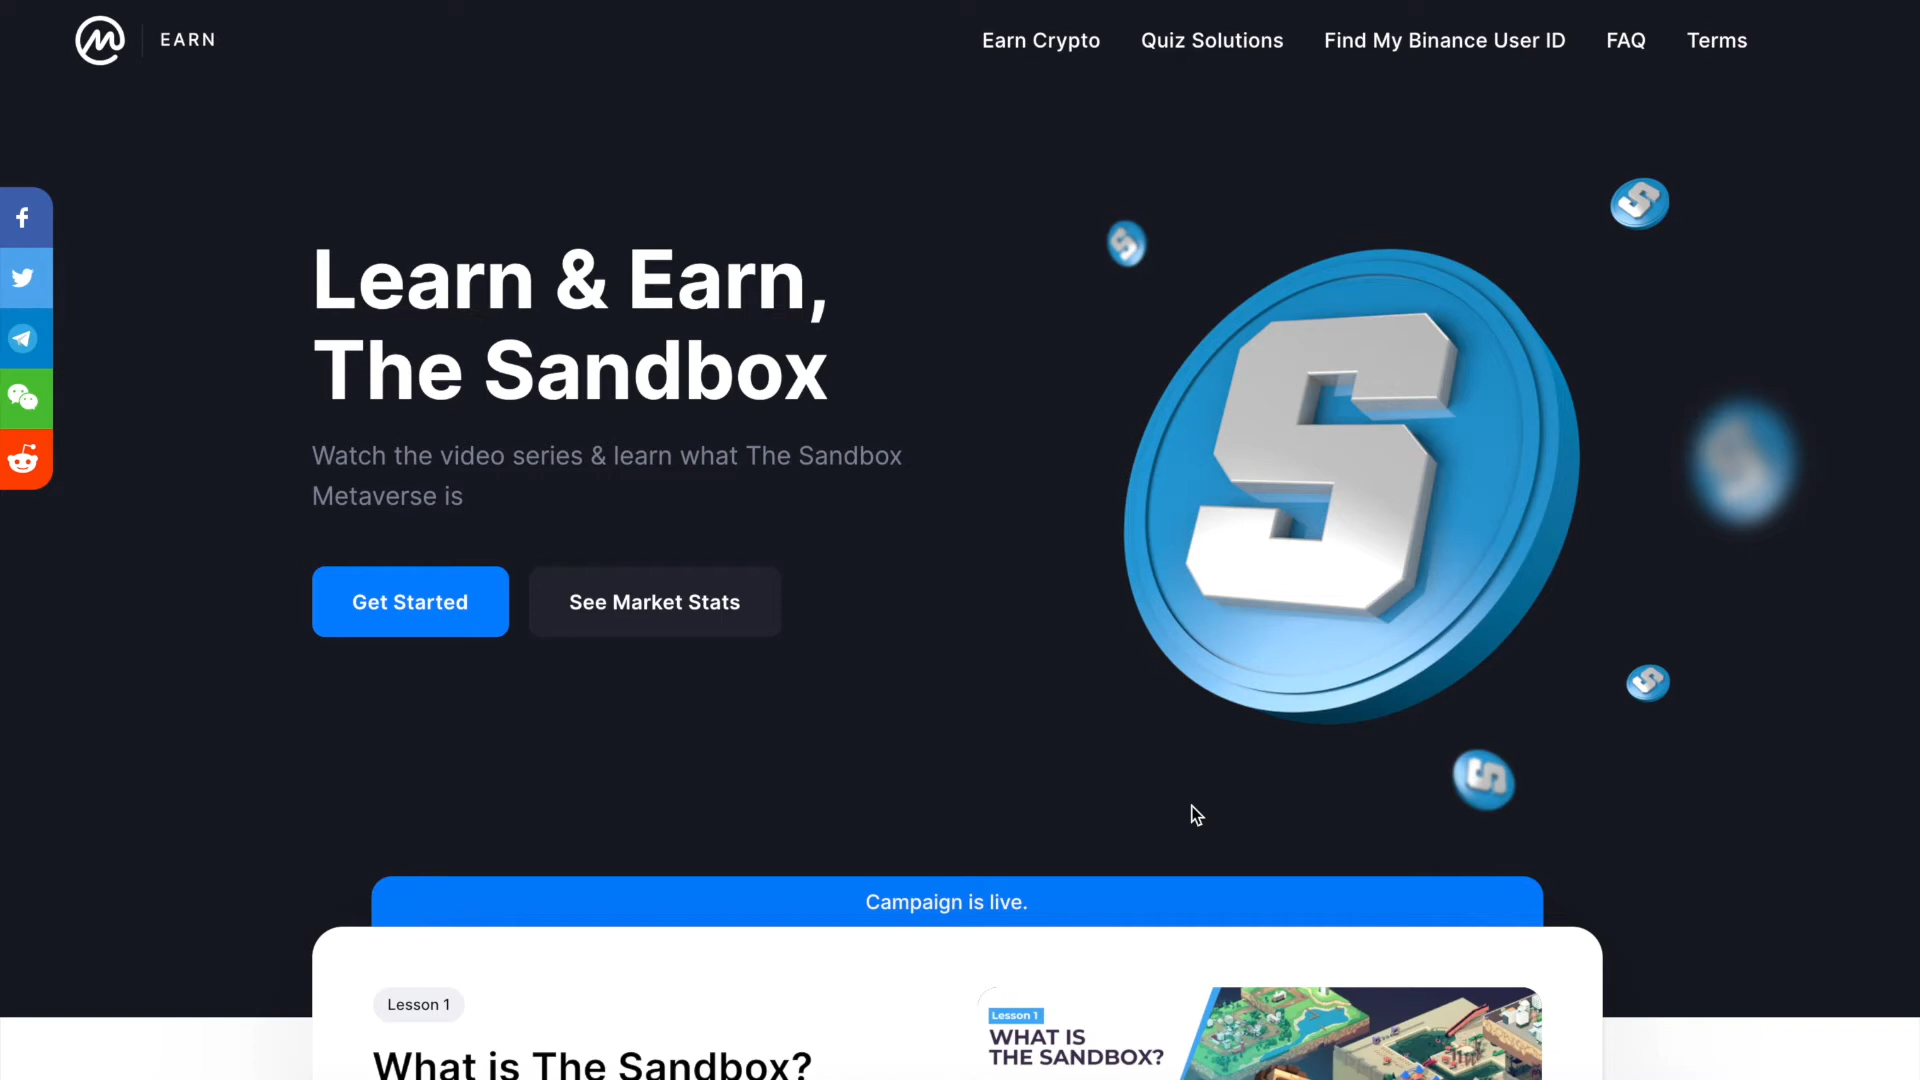 EARN
Earn Crypto
Quiz Solutions
Find My Binance User ID
FAQ
Terms
Learn & Earn,
The Sandbox
Watch the video series & learn what The Sandbox
Metaverse is
Get Started
See Market Stats
Campaign is live.
Lesson 1
What is The Sandbox?
Lesson 1
WHAT IS
THE SANDBOX?